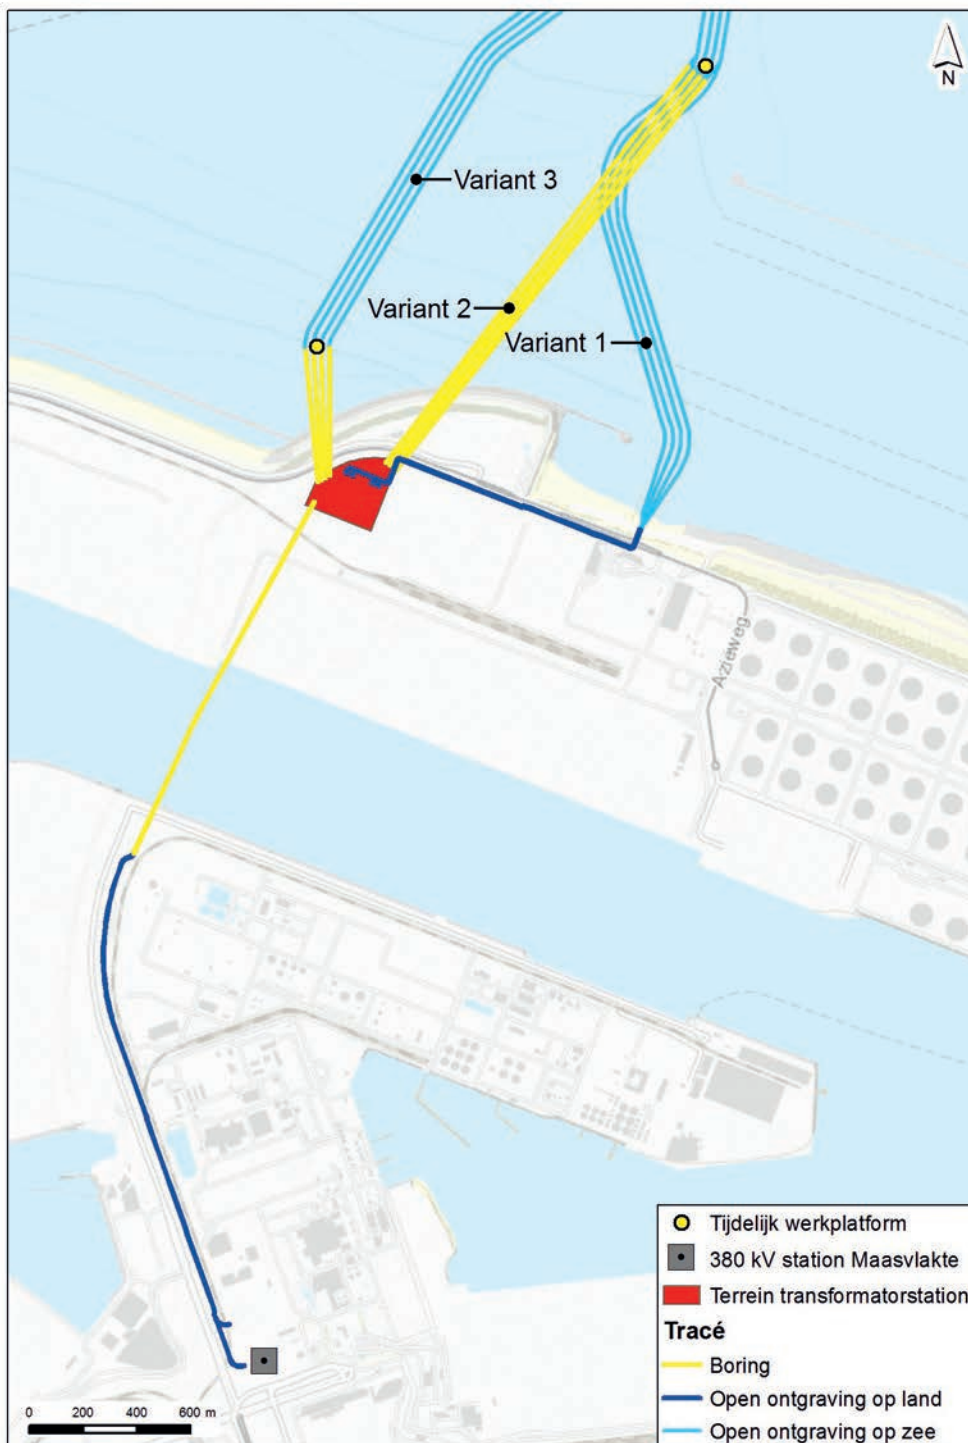 N
Variant 3
Variant 2
Variant 1
Aziëweg
Tijdelijk werkplatform
380 kV station Maasvlakte
Terrein transformatorstation
Tracé
Boring
Open ontgraving op land
Open ontgraving op zee
0 200 400 600 m